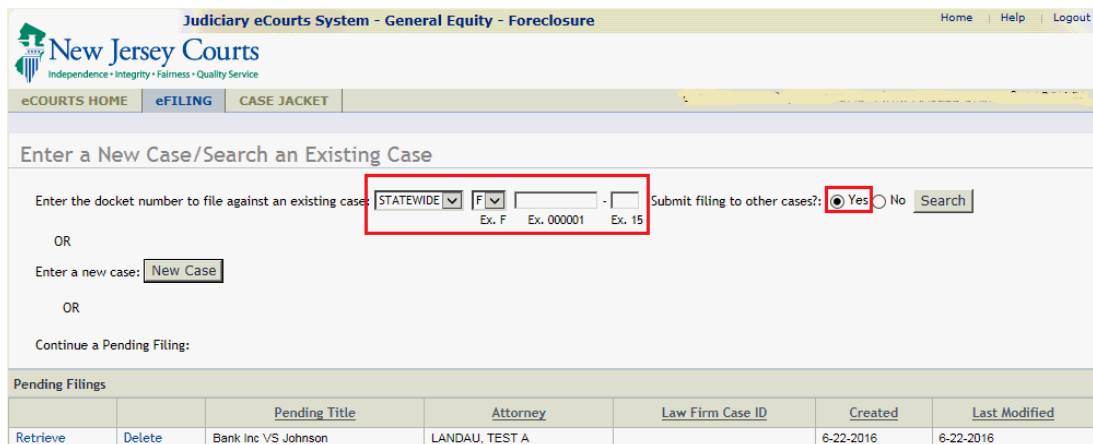 Judiciary eCourts System - General Equity - Foreclosure
Home | Help | Logout
New Jersey Courts
Independence • Integrity • Fairness • Quality Service
eCOURTS HOME eFILING CASE JACKET
Enter a New Case/Search an Existing Case
Enter the docket number to file against an existing case: STATEWIDE F - Submit filing to other cases?: Yes No Search
Ex. F Ex. 000001 Ex. 15
OR
Enter a new case: New Case
OR
Continue a Pending Filing:
Pending Filings
Pending Title Attorney Law Firm Case ID Created Last Modified
Retrieve Delete Bank Inc VS Johnson LANDAU, TEST A 6-22-2016 6-22-2016